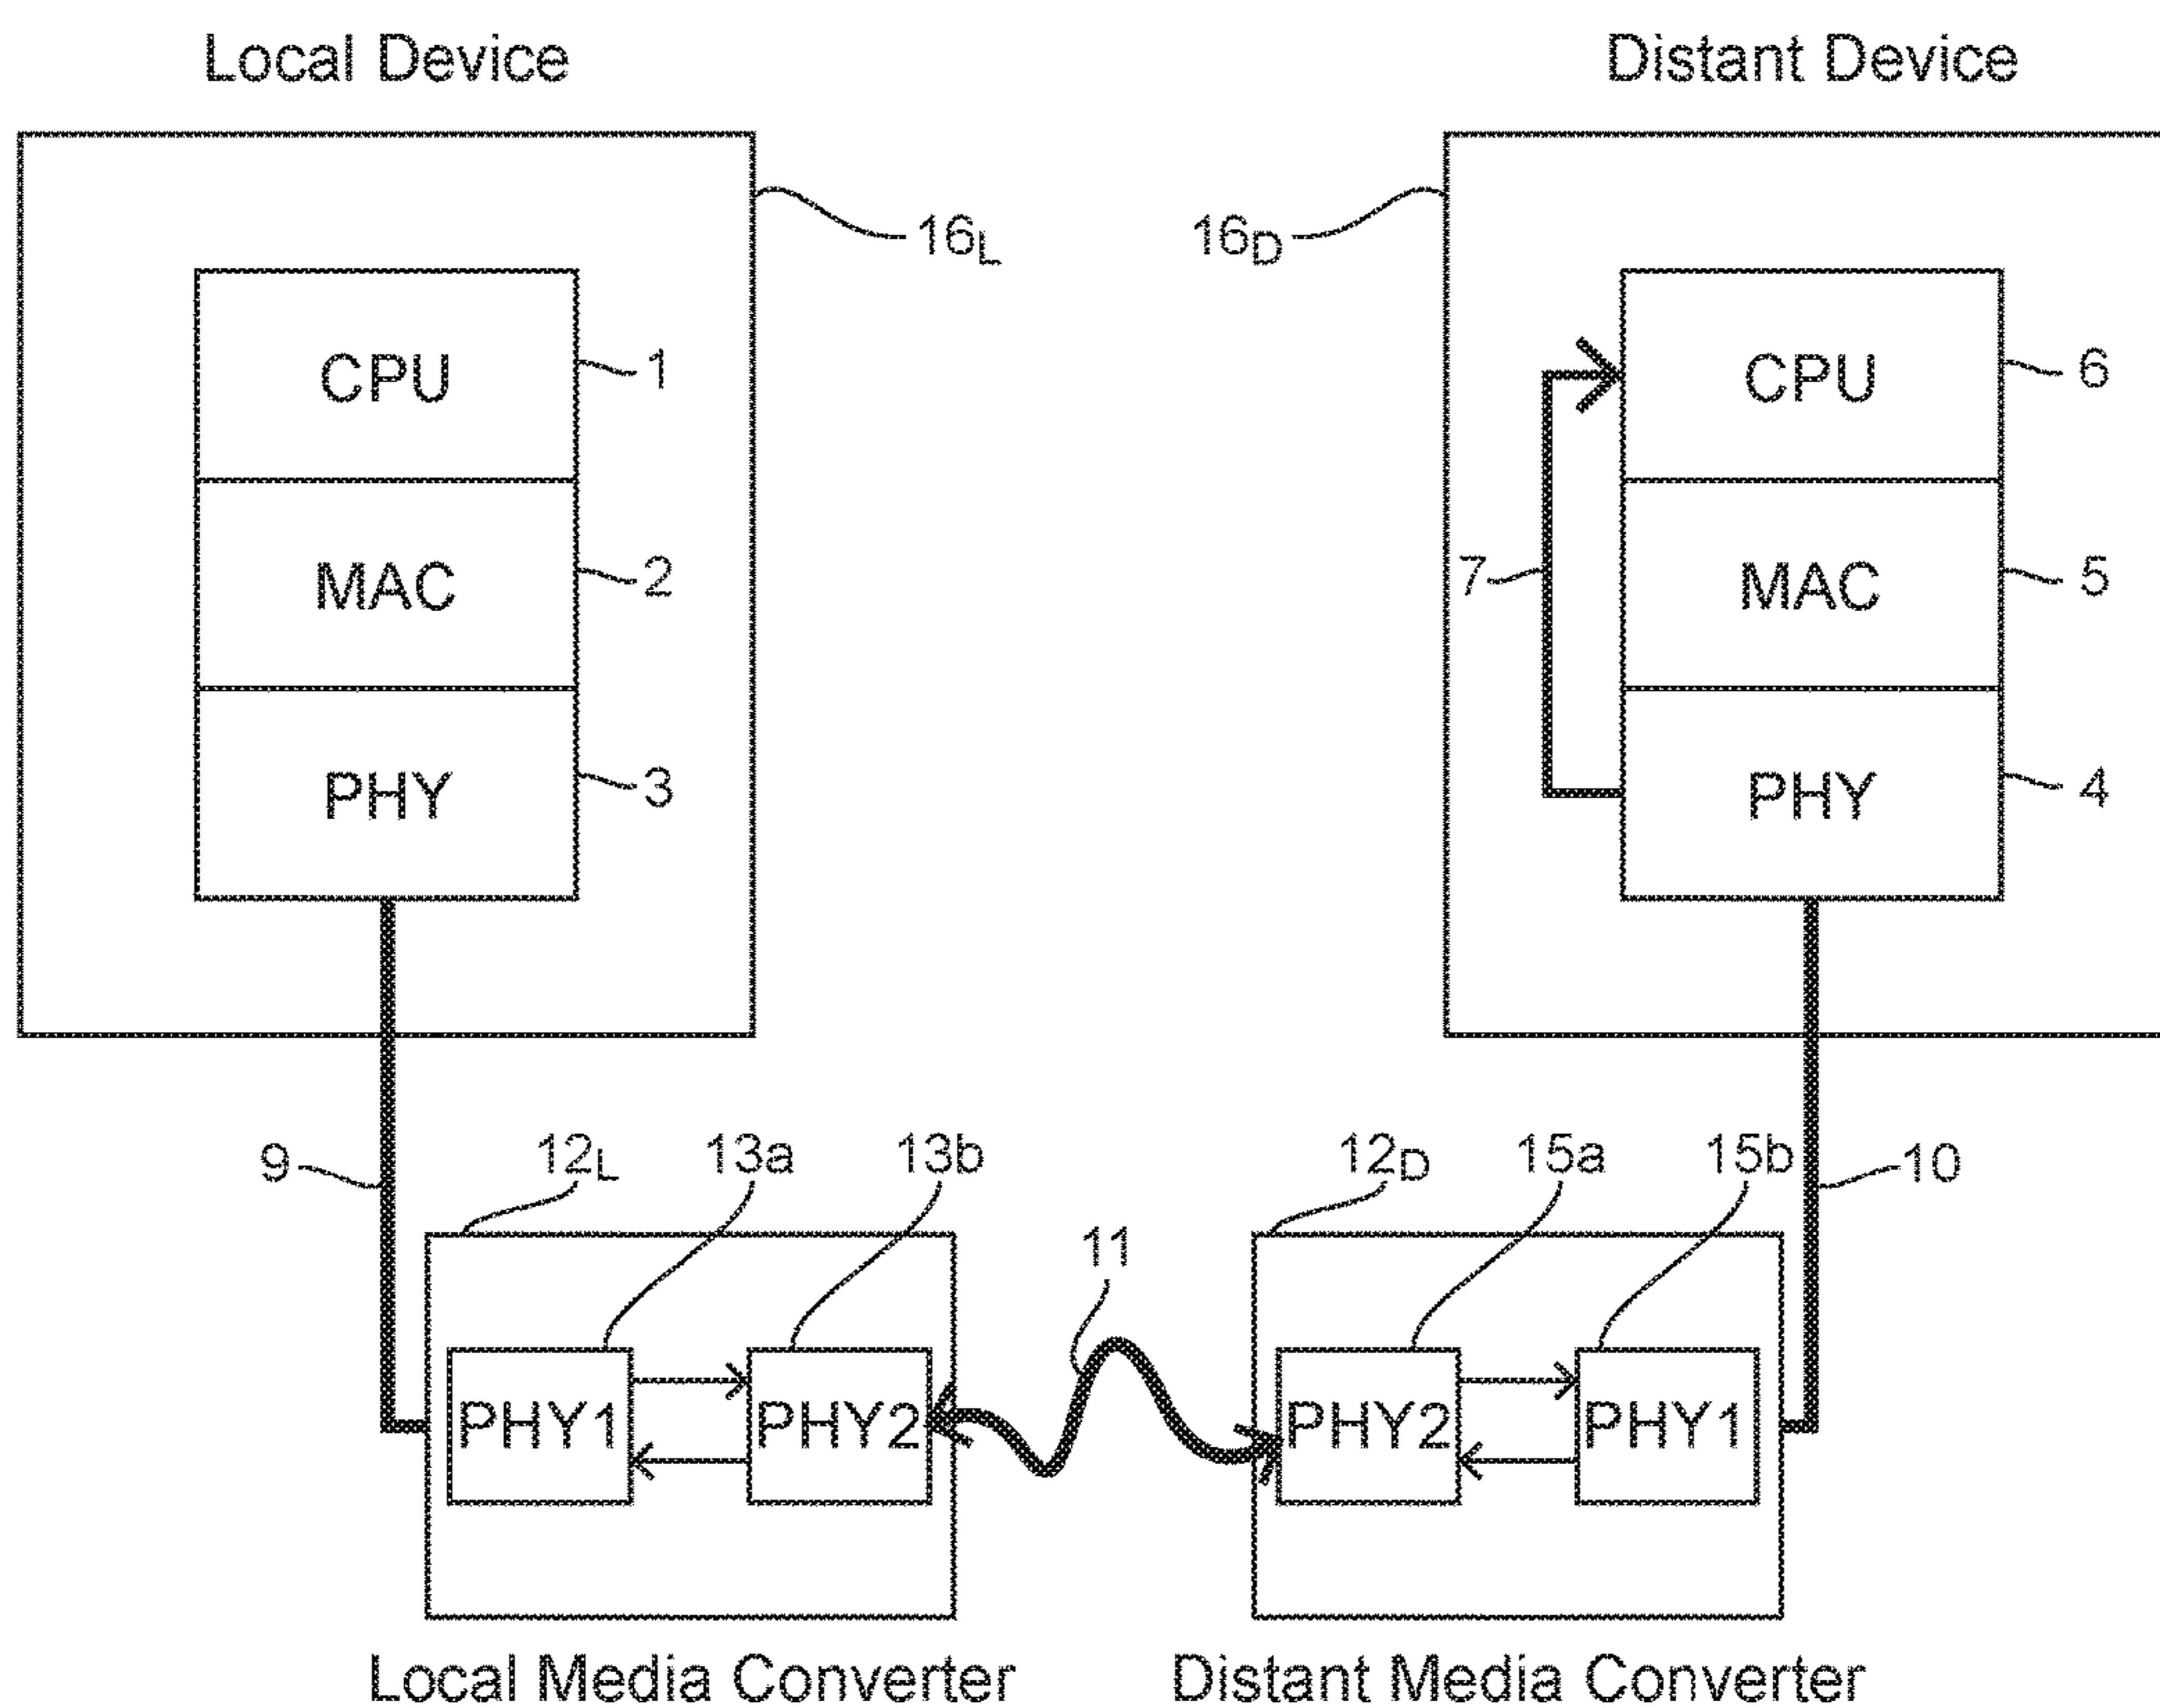 Local Device
Distant Device
16L
16D
CPU
1
CPU
6
MAC
2
7
MAC
5
PHY
3
PHY
4
9
12L
13a
13b
12D
15a
15b
10
11
PHY1
PHY2
PHY2
PHY1
Local Media Converter
Distant Media Converter